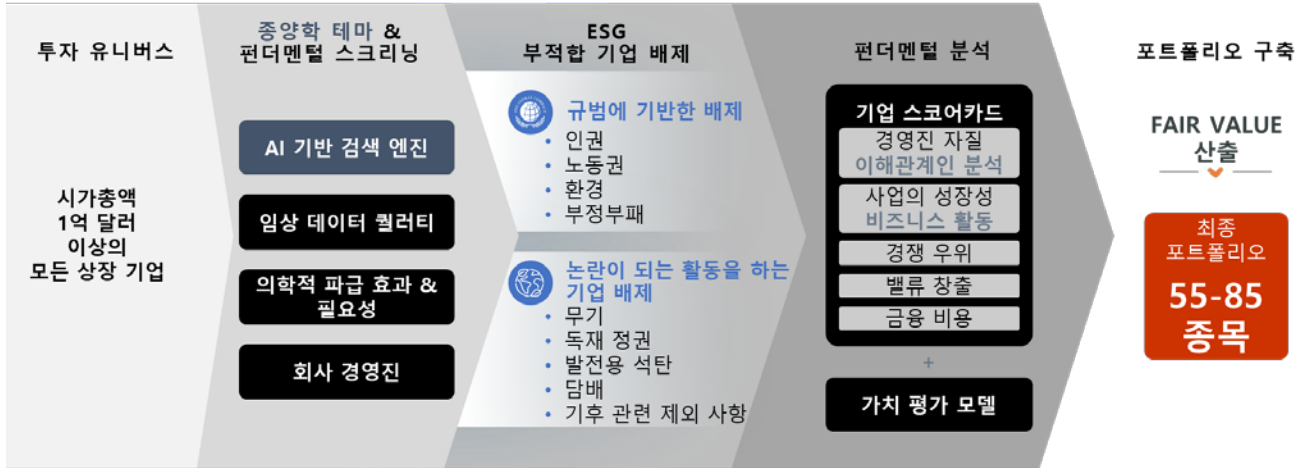 투자 유니버스
시가총액
1억 달러
이상의
모든 상장 기업
종양학 테마 &
펀더멘털 스크리닝
AI 기반 검색 엔진
임상 데이터 퀄러티
의학적 파급 효과 &
필요성
회사 경영진
ESG
부적합 기업 배제
규범에 기반한 배제
• 인권
• 노동권
• 환경
• 부정부패
논란이 되는 활동을 하는
기업 배제
• 무기
• 독재 정권
• 발전용 석탄
• 담배
• 기후 관련 제외 사항
펀더멘털 분석
기업 스코어카드
경영진 자질
이해관계인 분석
사업의 성장성
비즈니스 활동
경쟁 우위
밸류 창출
금융 비용
+
가치 평가 모델
포트폴리오 구축
FAIR VALUE
산출
최종
포트폴리오
55-85
종목